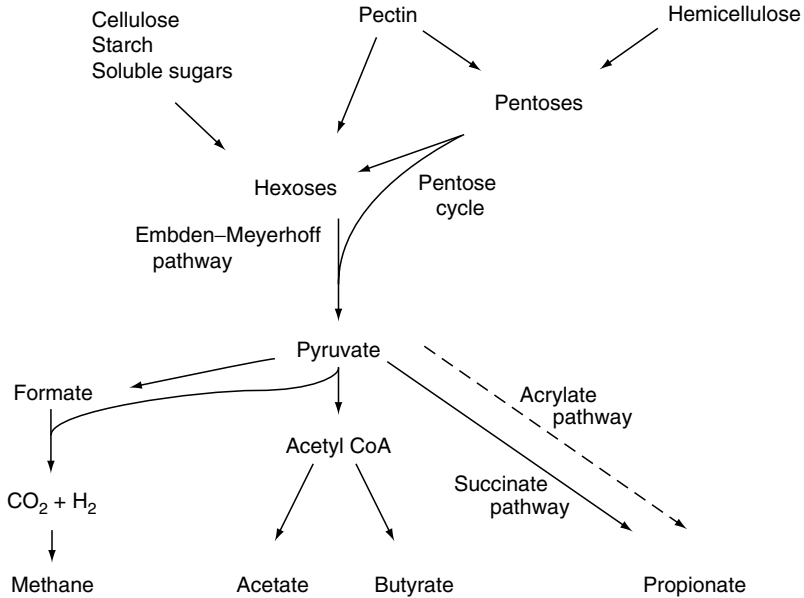 Cellulose
Starch
Soluble sugars
Pectin
Hemicellulose
Pentoses
Hexoses
Pentose
cycle
Embden–Meyerhoff
pathway
Pyruvate
Formate
Acrylate
pathway
Acetyl CoA
Succinate
pathway
CO₂ + H₂
Methane
Acetate
Butyrate
Propionate